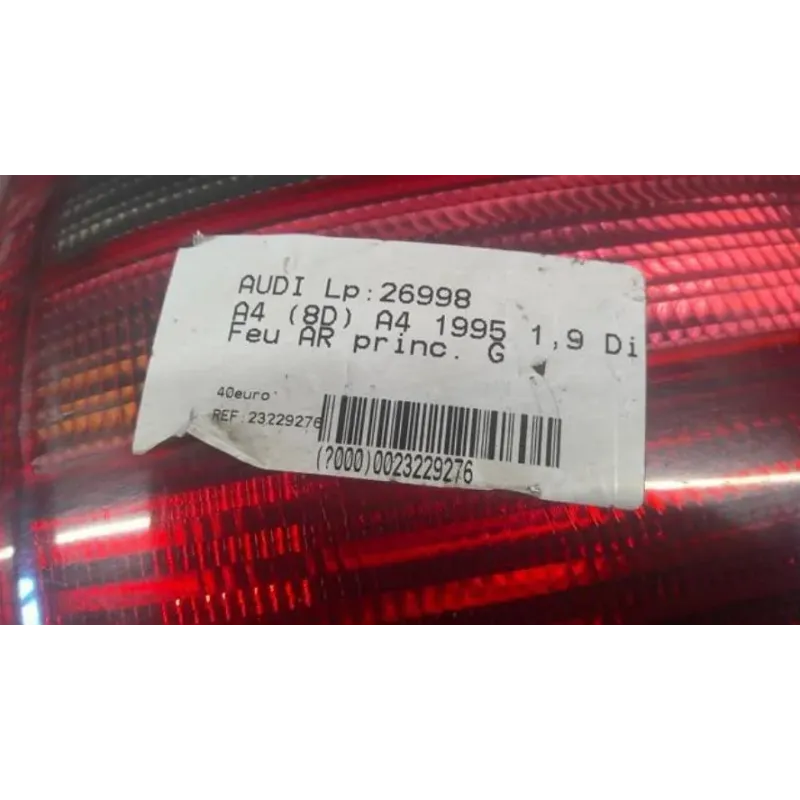 AUDI Lp:26998
A4 (8D) A4 1995 1,9 Di
Feu AR princ. G
40euro
REF:23229276
(?000)0023229276